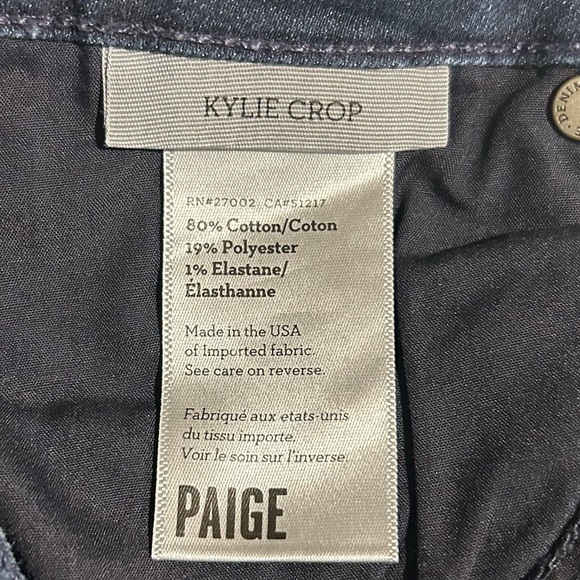 KYLIE CROP
RN#27002 CA#51217
80% Cotton/Coton
19% Polyester
1% Elastane/
Élasthanne
Made in the USA
of Imported fabric.
See care on reverse.
Fabriqué aux etats-unis
du tissu importe.
Voir le soin sur l'inverse.
PAIGE